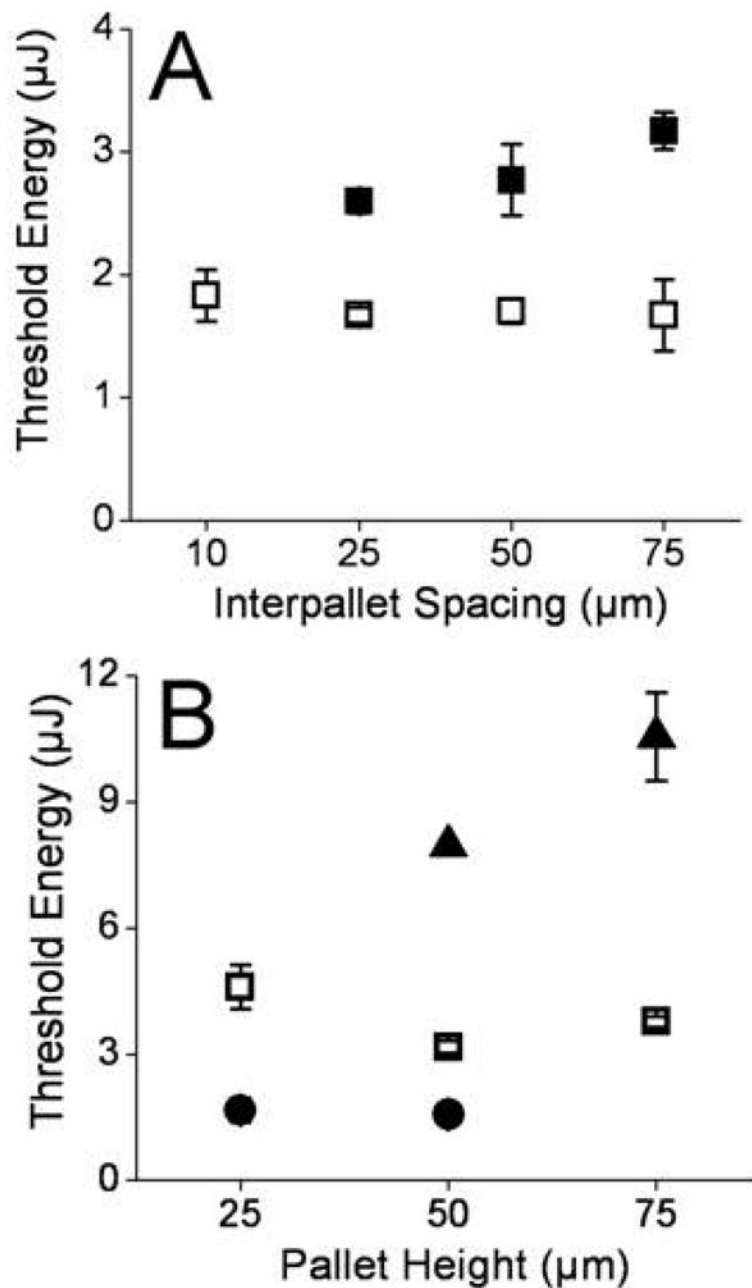 A
Threshold Energy (µJ)
4
3
2
1
0
10 25 50 75
Interpallet Spacing (µm)
B
Threshold Energy (µJ)
12
9
6
3
0
25 50 75
Pallet Height (µm)